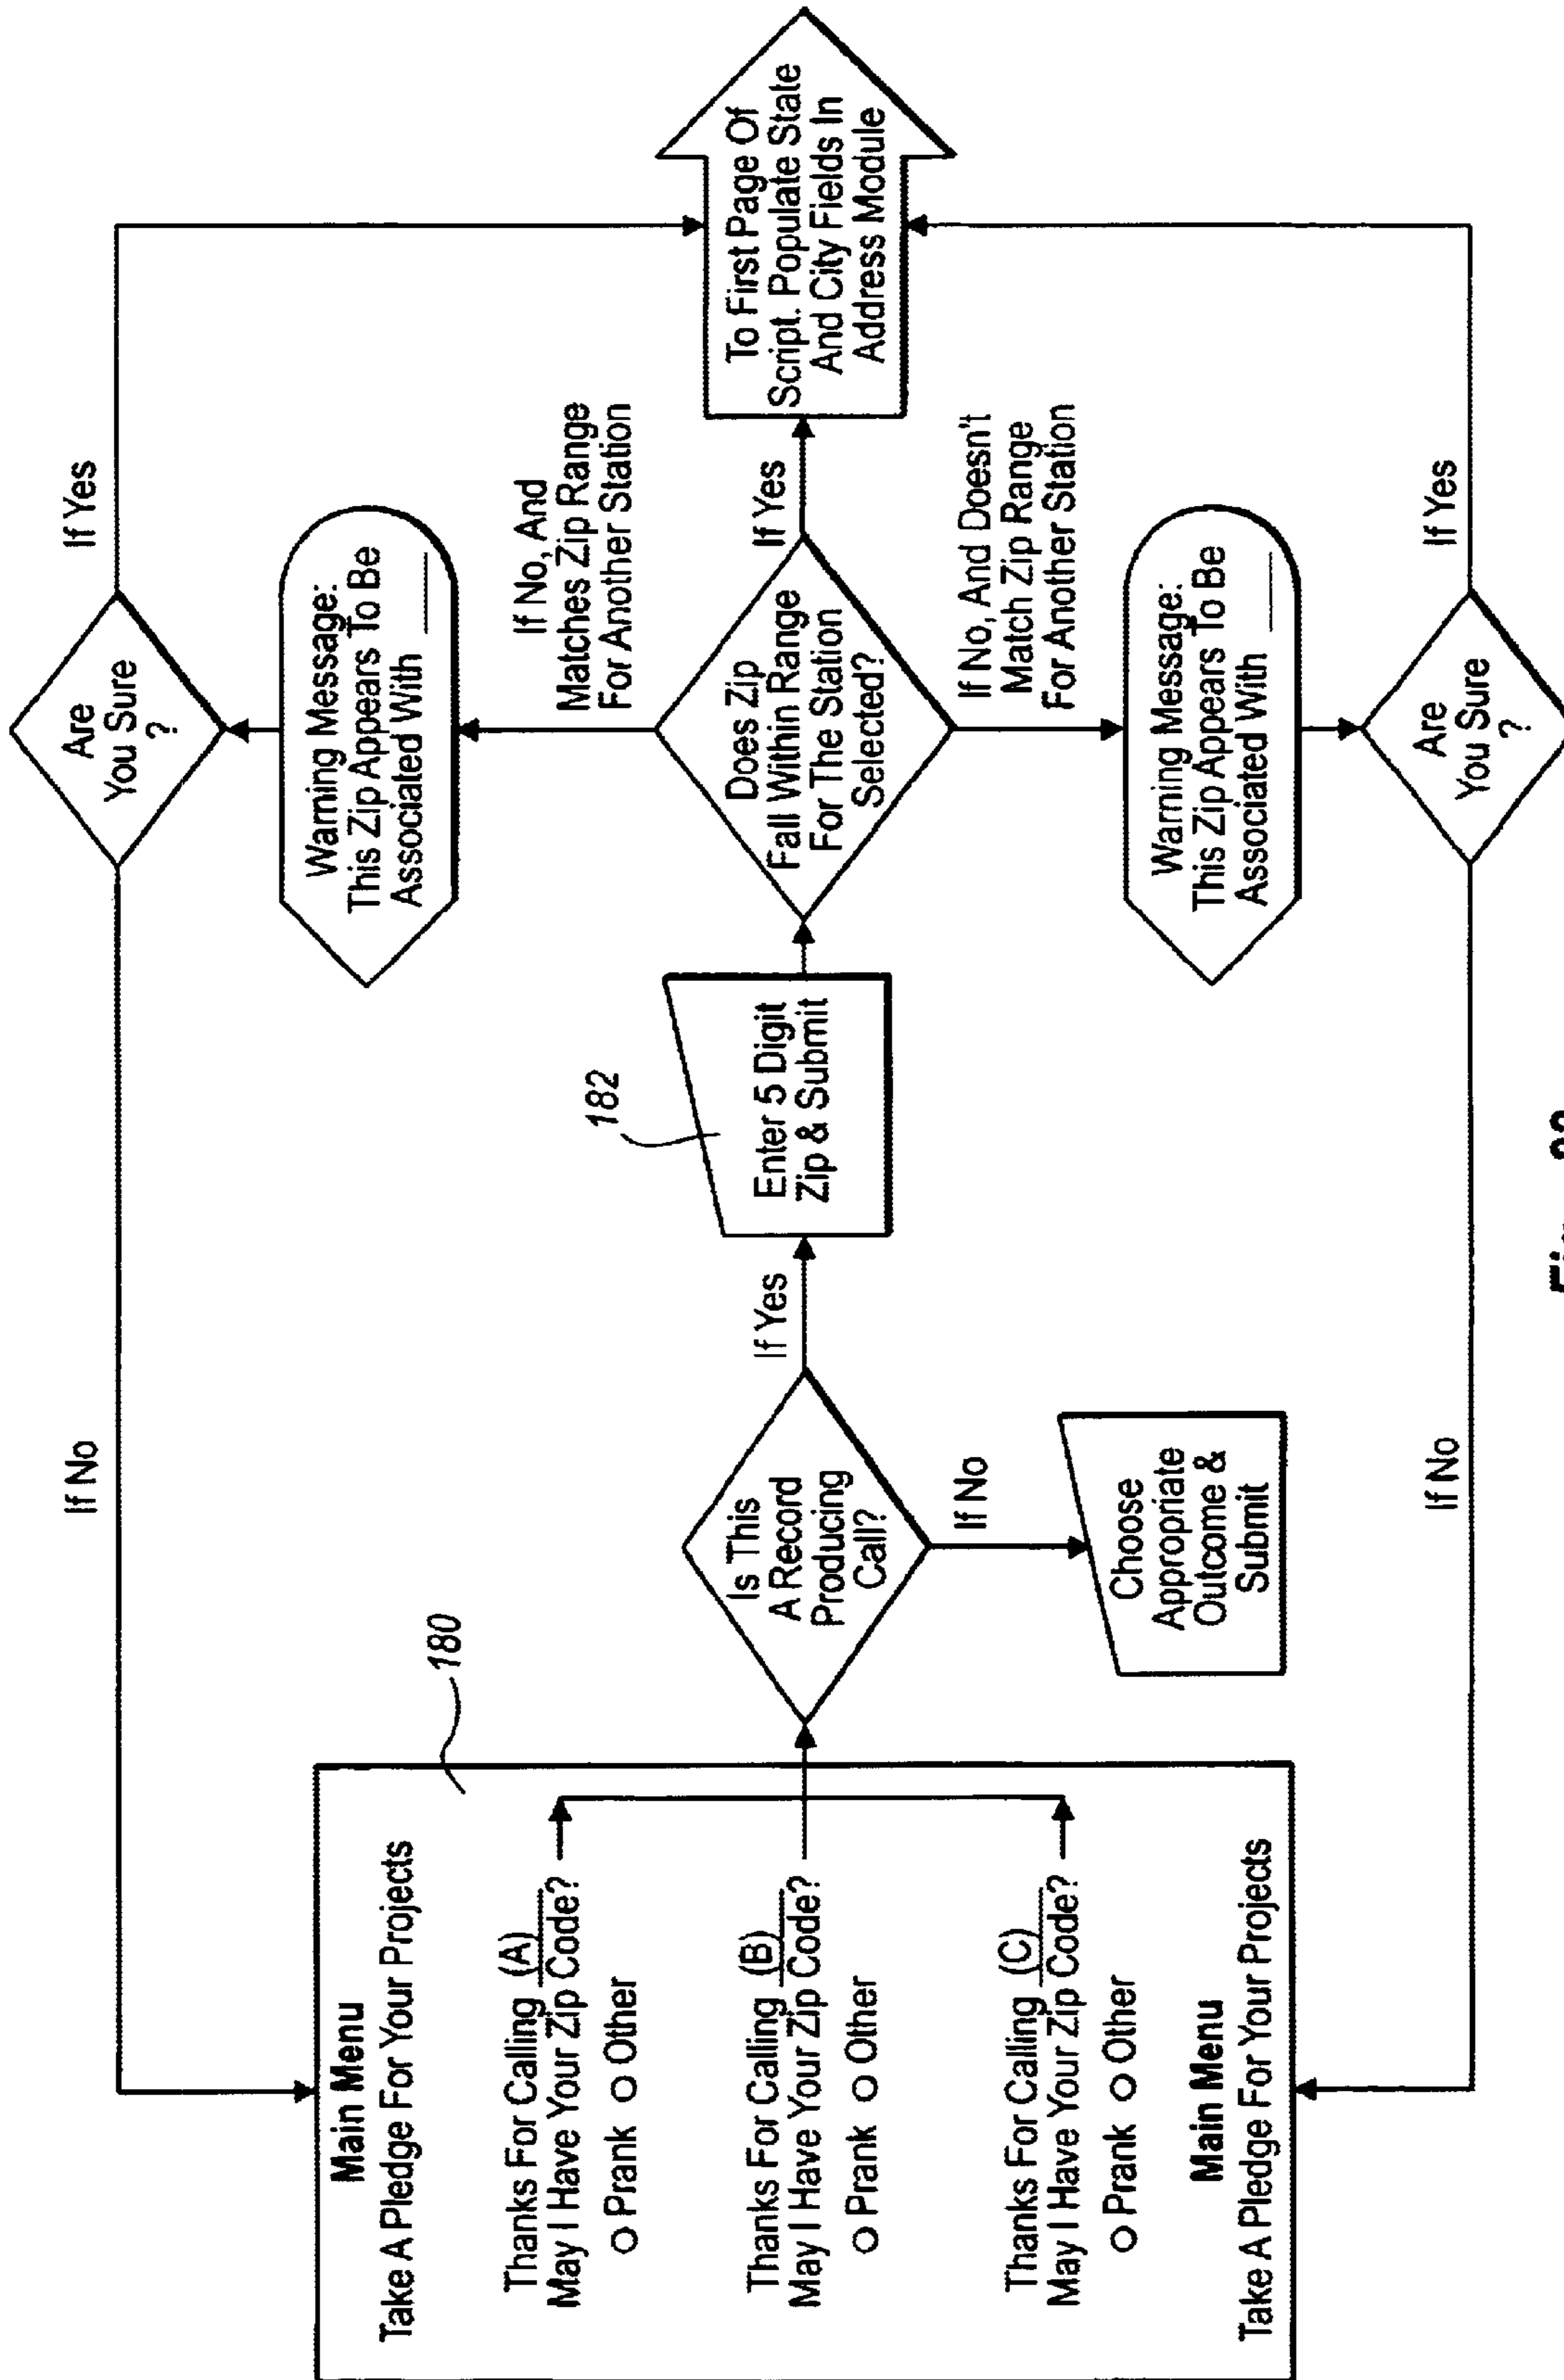 Main Menu
Take A Pledge For Your Projects
Thanks For Calling (A)
May I Have Your Zip Code?
Prank
Other
Thanks For Calling (B)
May I Have Your Zip Code?
Prank
Other
Thanks For Calling (C)
May I Have Your Zip Code?
Prank
Other
Main Menu
Take A Pledge For Your Projects
180
Is This
A Record
Producing
Call?
If No
Choose
Appropriate
Outcome &
Submit
If Yes
Enter 5 Digit
Zip & Submit
182
Does Zip
Fall Within Range
For The Station
Selected?
If No, And
Matches Zip Range
For Another Station
Warning Message:
This Zip Appears To Be
Associated With ____
Are
You Sure
?
If No
If Yes
If Yes
To First Page Of
Script. Populate State
And City Fields In
Address Module
If No, And Doesn't
Match Zip Range
For Another Station
Warning Message:
This Zip Appears To Be
Associated With ____
Are
You Sure
?
If No
If Yes